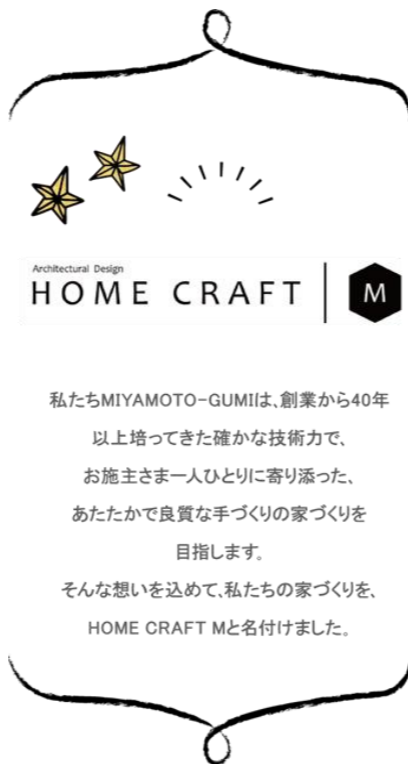 Architectural Design
HOME CRAFT M
私たちMIYAMOTO-GUMIは、創業から40年
以上培ってきた確かな技術力で、
お施主さま一人ひとりに寄り添った、
あたたかで良質な手づくりの家づくりを
目指します。
そんな想いを込めて、私たちの家づくりを、
HOME CRAFT Mと名付けました。